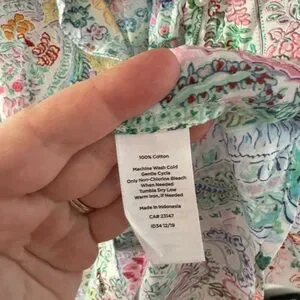 100% Cotton
Machine Wash Cold
Gentle Cycle
Only Non-Chlorine Bleach
When Needed
Tumble Dry Low
Warm Iron, If Needed
Made in Indonesia
CA# 23147
ID34 12/19